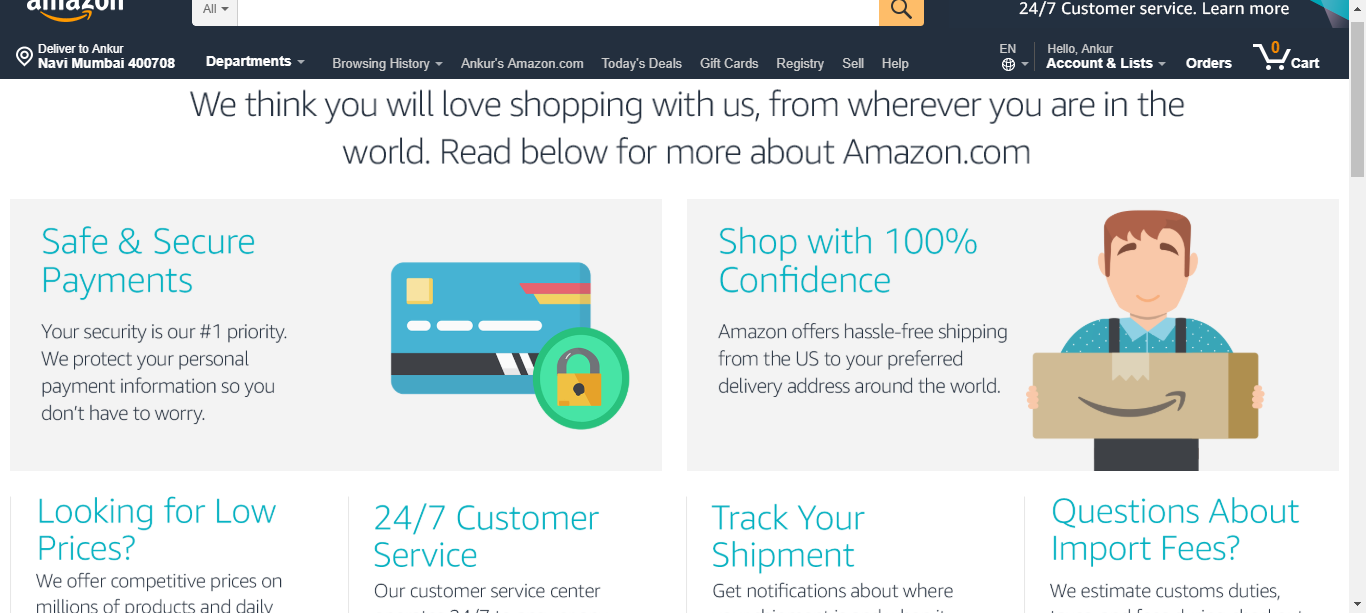 amazon
All
24/7 Customer service. Learn more
Deliver to Ankur
Navi Mumbai 400708
Departments
Browsing History
Ankur's Amazon.com
Today's Deals
Gift Cards
Registry
Sell
Help
EN
Hello, Ankur
Account & Lists
Orders
0
Cart
We think you will love shopping with us, from wherever you are in the
world. Read below for more about Amazon.com
Safe & Secure
Payments
Your security is our #1 priority.
We protect your personal
payment information so you
don't have to worry.
Shop with 100%
Confidence
Amazon offers hassle-free shipping
from the US to your preferred
delivery address around the world.
Looking for Low
Prices?
We offer competitive prices on
millions of products and daily
24/7 Customer
Service
Our customer service center
Track Your
Shipment
Get notifications about where
Questions About
Import Fees?
We estimate customs duties,